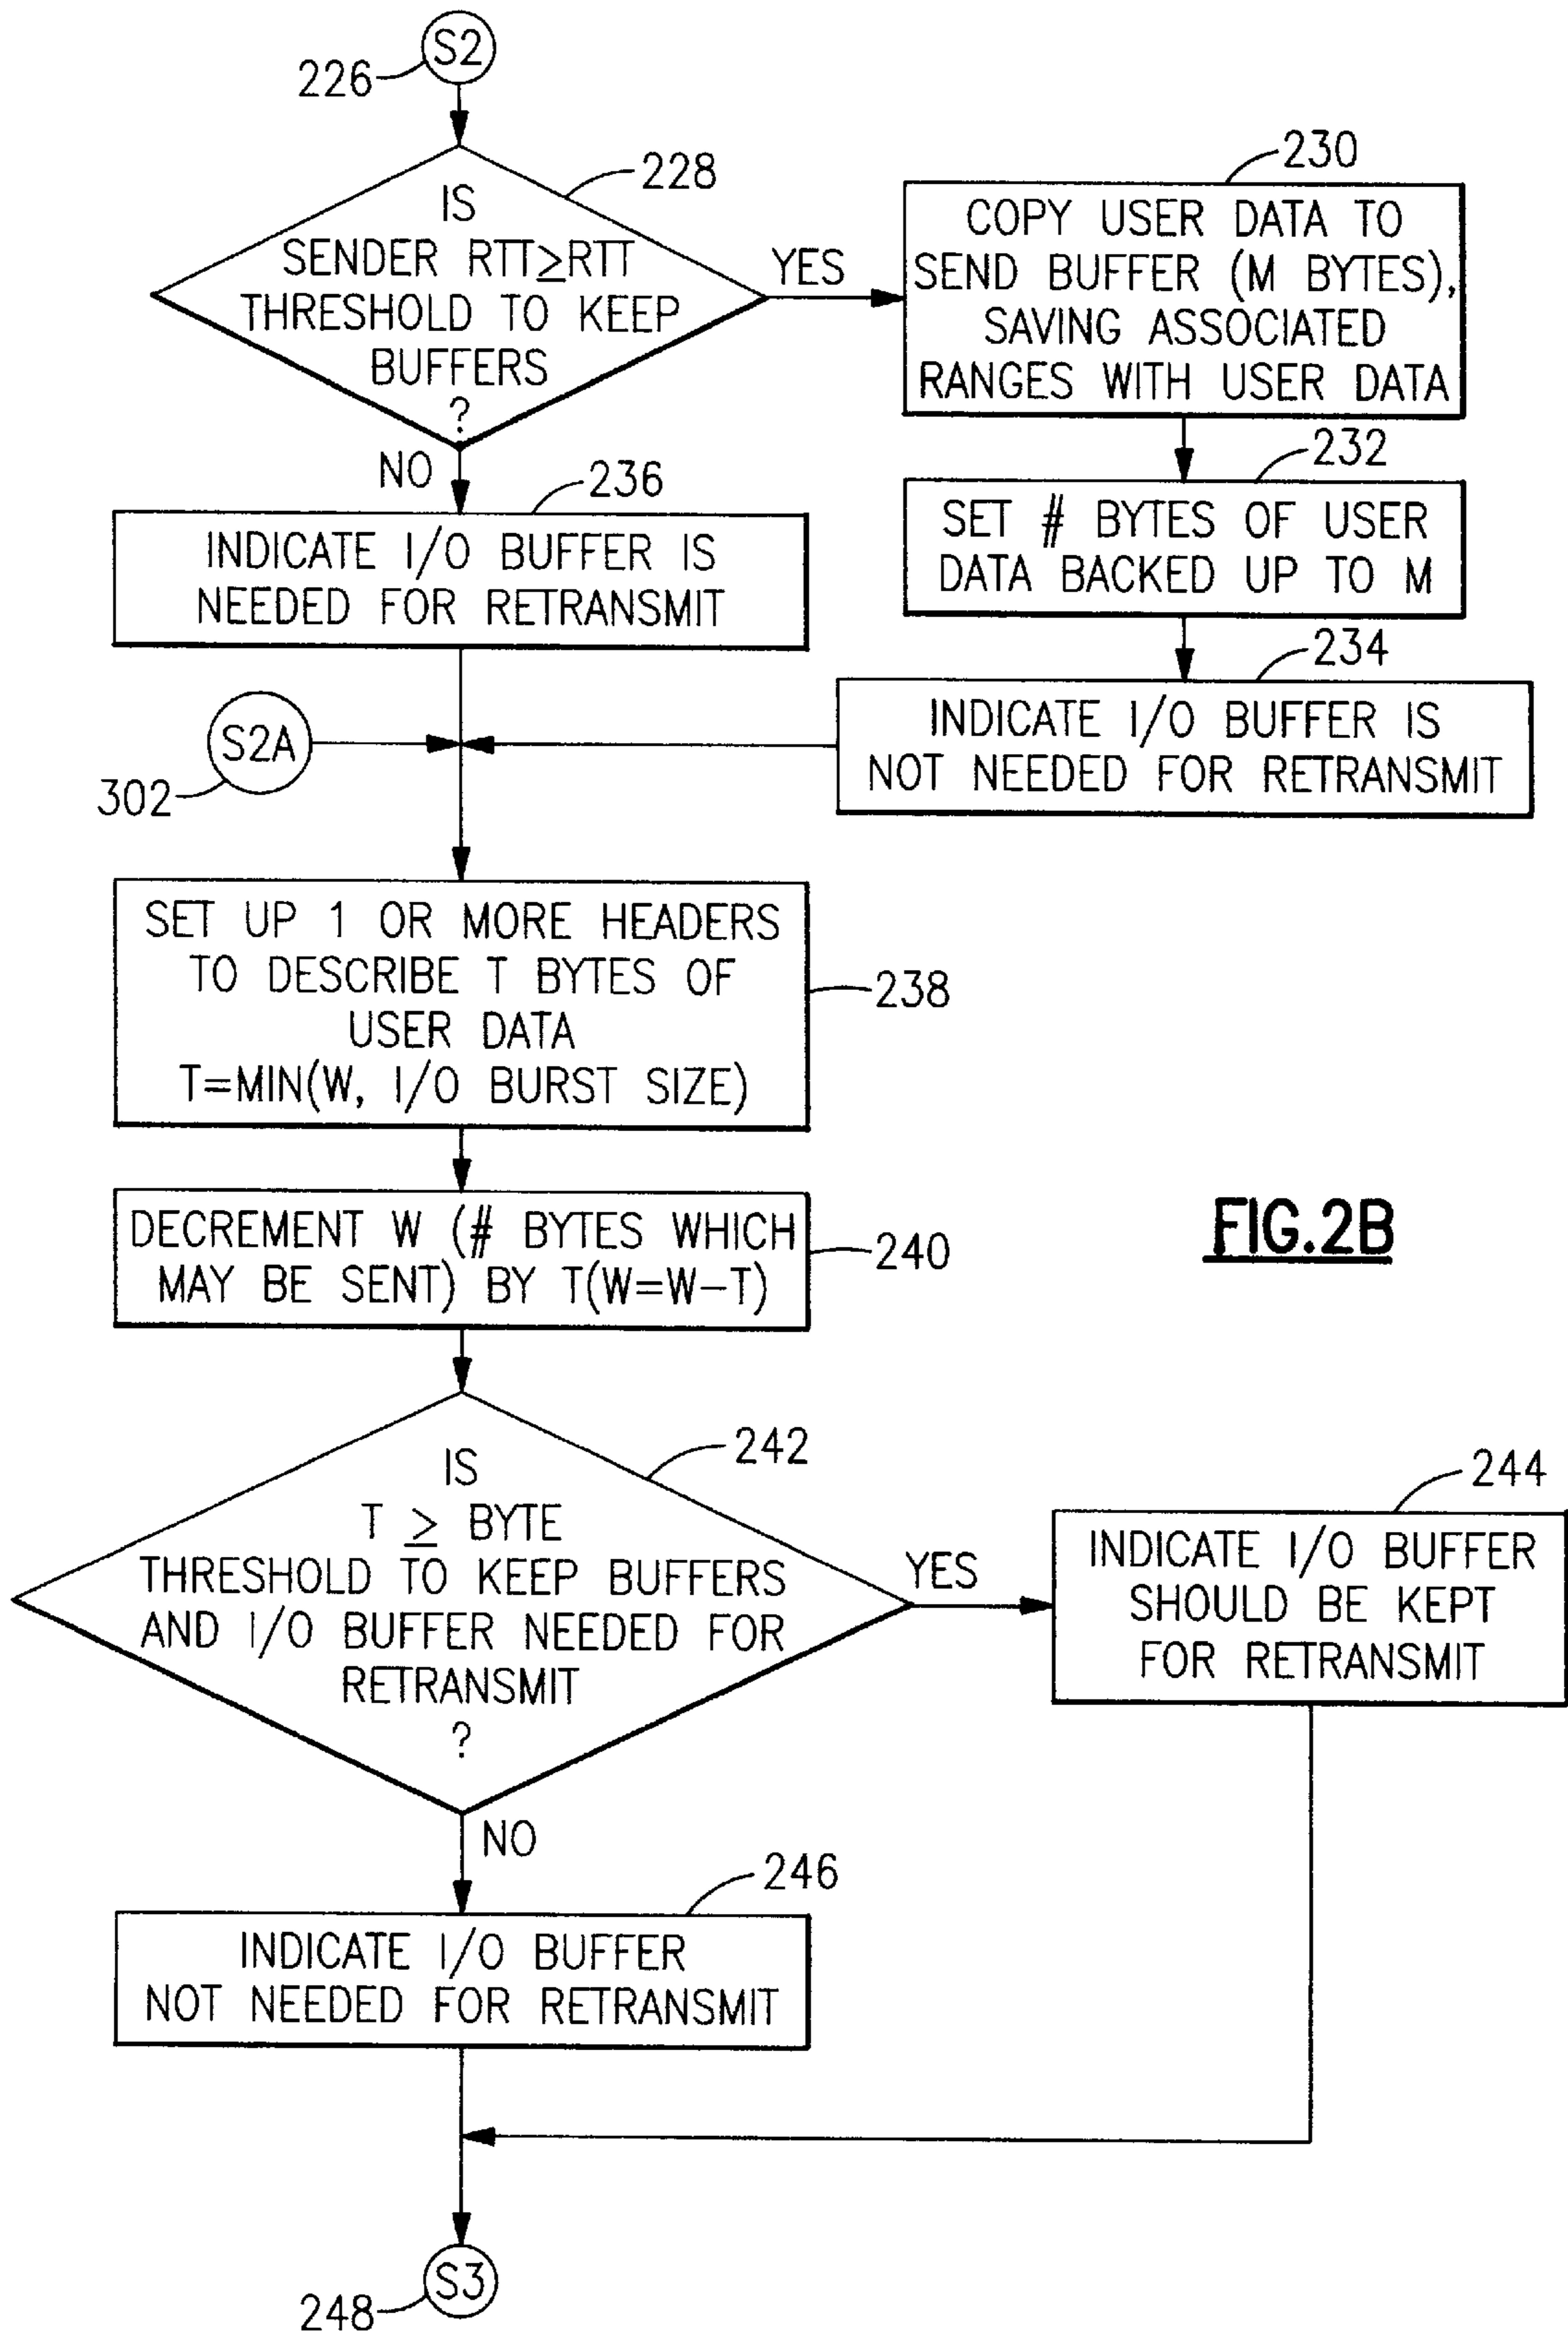 S2
226
228
IS
SENDER RTT≥RTT
THRESHOLD TO KEEP
BUFFERS
?
YES
NO
230
COPY USER DATA TO
SEND BUFFER (M BYTES),
SAVING ASSOCIATED
RANGES WITH USER DATA
232
SET # BYTES OF USER
DATA BACKED UP TO M
234
INDICATE I/O BUFFER IS
NOT NEEDED FOR RETRANSMIT
236
INDICATE I/O BUFFER IS
NEEDED FOR RETRANSMIT
S2A
302
SET UP 1 OR MORE HEADERS
TO DESCRIBE T BYTES OF
USER DATA
T=MIN(W, I/O BURST SIZE)
238
DECREMENT W (# BYTES WHICH
MAY BE SENT) BY T(W=W-T)
240
FIG.2B
242
IS
T ≥ BYTE
THRESHOLD TO KEEP BUFFERS
AND I/O BUFFER NEEDED FOR
RETRANSMIT
?
YES
244
INDICATE I/O BUFFER
SHOULD BE KEPT
FOR RETRANSMIT
NO
246
INDICATE I/O BUFFER
NOT NEEDED FOR RETRANSMIT
S3
248